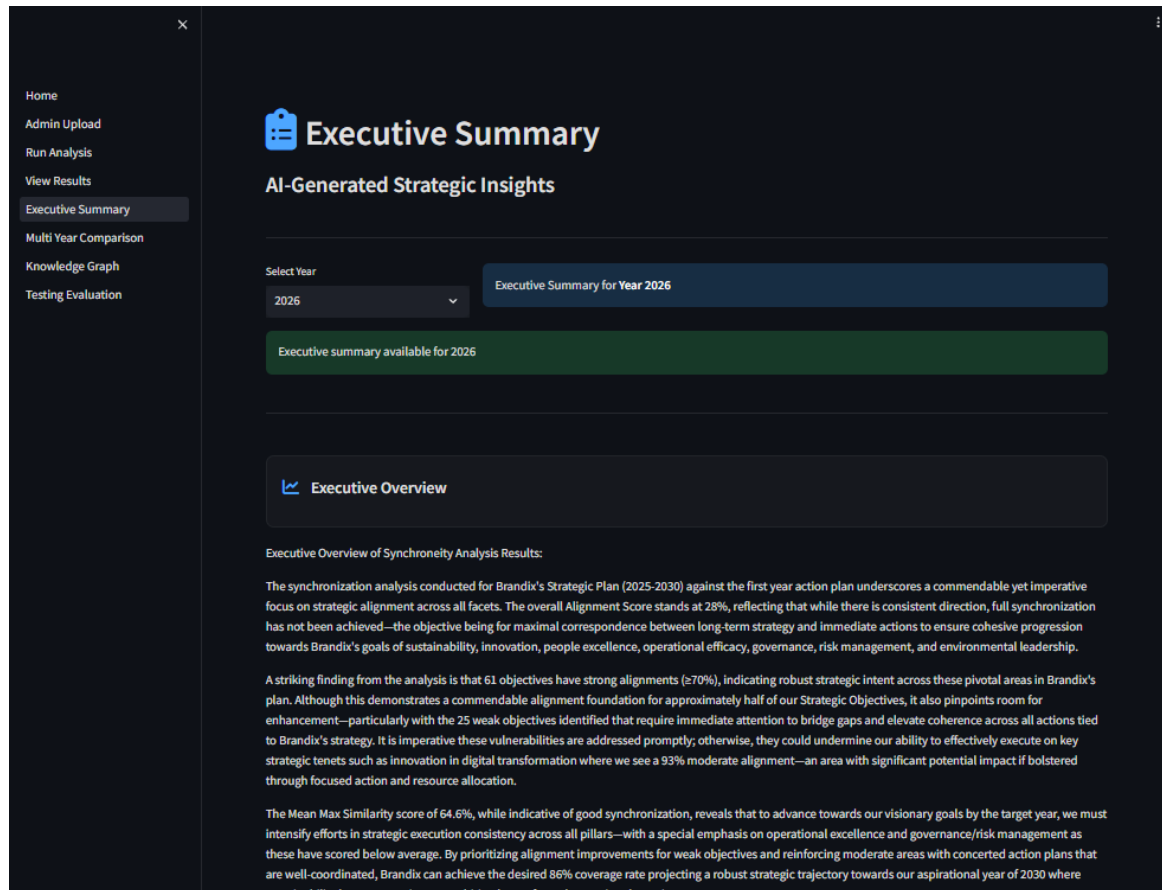 Home
Admin Upload
Run Analysis
View Results
Executive Summary
Multi Year Comparison
Knowledge Graph
Testing Evaluation
Executive Summary
AI-Generated Strategic Insights
Select Year
2026
Executive Summary for Year 2026
Executive summary available for 2026
Executive Overview
Executive Overview of Synchroneity Analysis Results:
The synchronization analysis conducted for Brandix's Strategic Plan (2025-2030) against the first year action plan underscores a commendable yet imperative
focus on strategic alignment across all facets. The overall Alignment Score stands at 28%, reflecting that while there is consistent direction, full synchronization
has not been achieved—the objective being for maximal correspondence between long-term strategy and immediate actions to ensure cohesive progression
towards Brandix's goals of sustainability, innovation, people excellence, operational efficacy, governance, risk management, and environmental leadership.
A striking finding from the analysis is that 61 objectives have strong alignments (≥70%), indicating robust strategic intent across these pivotal areas in Brandix's
plan. Although this demonstrates a commendable alignment foundation for approximately half of our Strategic Objectives, it also pinpoints room for
enhancement—particularly with the 25 weak objectives identified that require immediate attention to bridge gaps and elevate coherence across all actions tied
to Brandix's strategy. It is imperative these vulnerabilities are addressed promptly; otherwise, they could undermine our ability to effectively execute on key
strategic tenets such as innovation in digital transformation where we see a 93% moderate alignment—an area with significant potential impact if bolstered
through focused action and resource allocation.
The Mean Max Similarity score of 64.6%, while indicative of good synchronization, reveals that to advance towards our visionary goals by the target year, we must
intensify efforts in strategic execution consistency across all pillars—with a special emphasis on operational excellence and governance/risk management as
these have scored below average. By prioritizing alignment improvements for weak objectives and reinforcing moderate areas with concerted action plans that
are well-coordinated, Brandix can achieve the desired 86% coverage rate projecting a robust strategic trajectory towards our aspirational year of 2030 where